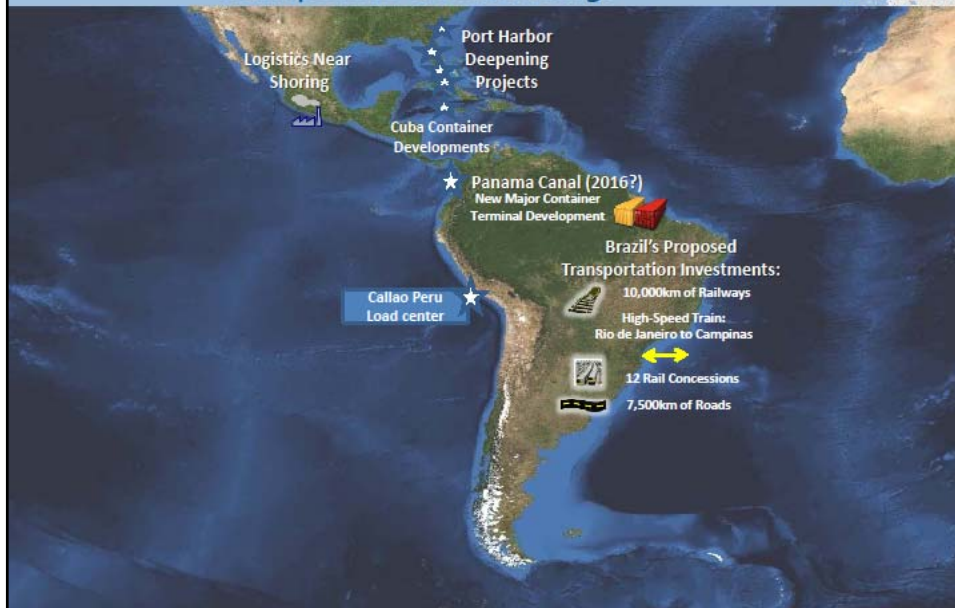 Port Harbor
Deepening
Projects
Logistics Near
Shoring
Cuba Container
Developments
Panama Canal (2016?)
New Major Container
Terminal Development
Brazil's Proposed
Transportation Investments:
10,000km of Railways
High-Speed Train:
Rio de Janeiro to Campinas
Callao Peru
Load center
12 Rail Concessions
7,500km of Roads